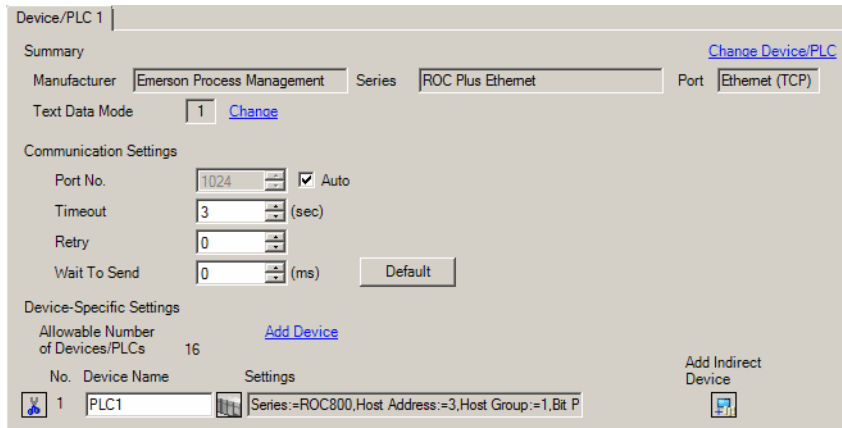 Device/PLC 1
Summary Change Device/PLC
Manufacturer Emerson Process Management Series ROC Plus Ethernet Port Ethernet (TCP)
Text Data Mode 1 Change
Communication Settings
Port No. 1024 Auto
Timeout 3 (sec)
Retry 0
Wait To Send 0 (ms) Default
Device-Specific Settings
Allowable Number Add Device
of Devices/PLCs 16
Add Indirect
No. Device Name Settings Device
1 PLC1 Series:=ROC800,Host Address:=3,Host Group:=1,Bit P